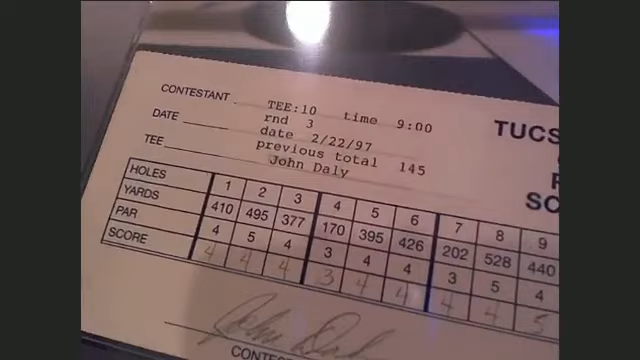 CONTESTANT
TEE:10 time 9:00
DATE
rnd 3
date 2/22/97
TEE
previous total 145
John Daly
TUCS
HOLES 1 2 3 4 5 6 7 8 9
YARDS 410 495 377 170 395 426 202 528 440
PAR 4 5 4 3 4 4 3 5 4
SCORE 4 4 4 3 4 4 4 4 5
SC
John Daly
CONTES